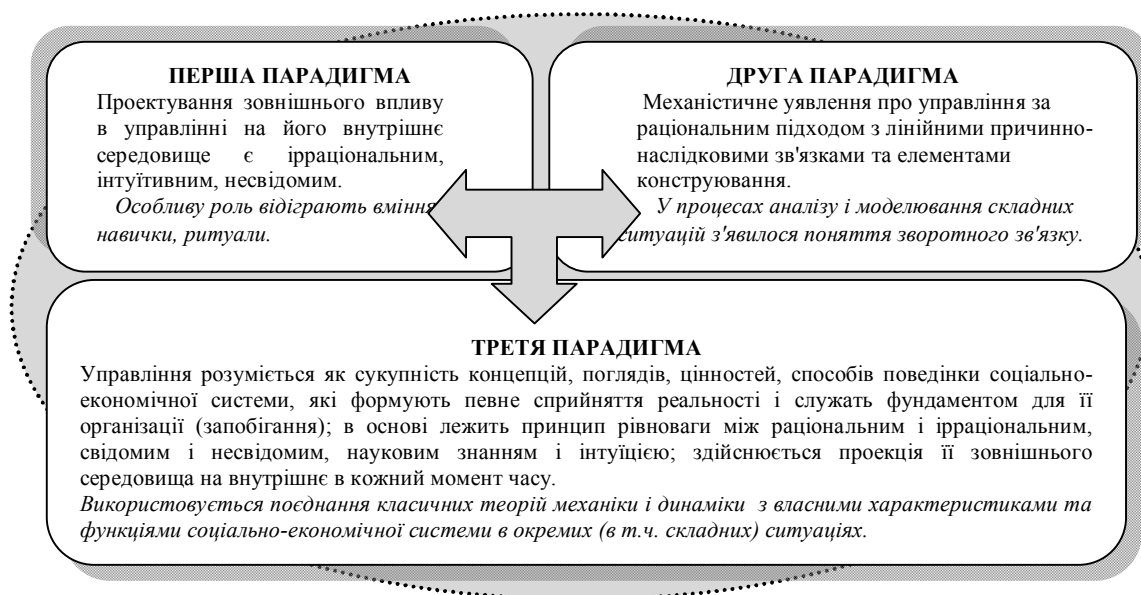 ПЕРША ПАРАДИГМА
Проектування зовнішнього впливу
в управлінні на його внутрішнє
середовище є ірраціональним,
інтуїтивним, несвідомим.
Особливу роль відіграють вміння
навички, ритуали.
ДРУГА ПАРАДИГМА
Механістичне уявлення про управління за
раціональним підходом з лінійними причинно-
наслідковими зв'язками та елементами
конструювання.
У процесах аналізу і моделювання складних
ситуацій з'явилося поняття зворотного зв'язку.
ТРЕТЯ ПАРАДИГМА
Управління розуміється як сукупність концепцій, поглядів, цінностей, способів поведінки соціально-
економічної системи, які формують певне сприйняття реальності і служать фундаментом для її
організації (запобігання); в основі лежить принцип рівноваги між раціональним і ірраціональним,
свідомим і несвідомим, науковим знанням і інтуїцією; здійснюється проекція її зовнішнього
середовища на внутрішнє в кожний момент часу.
Використовується поєднання класичних теорій механіки і динаміки з власними характеристиками та
функціями соціально-економічної системи в окремих (в т.ч. складних) ситуаціях.